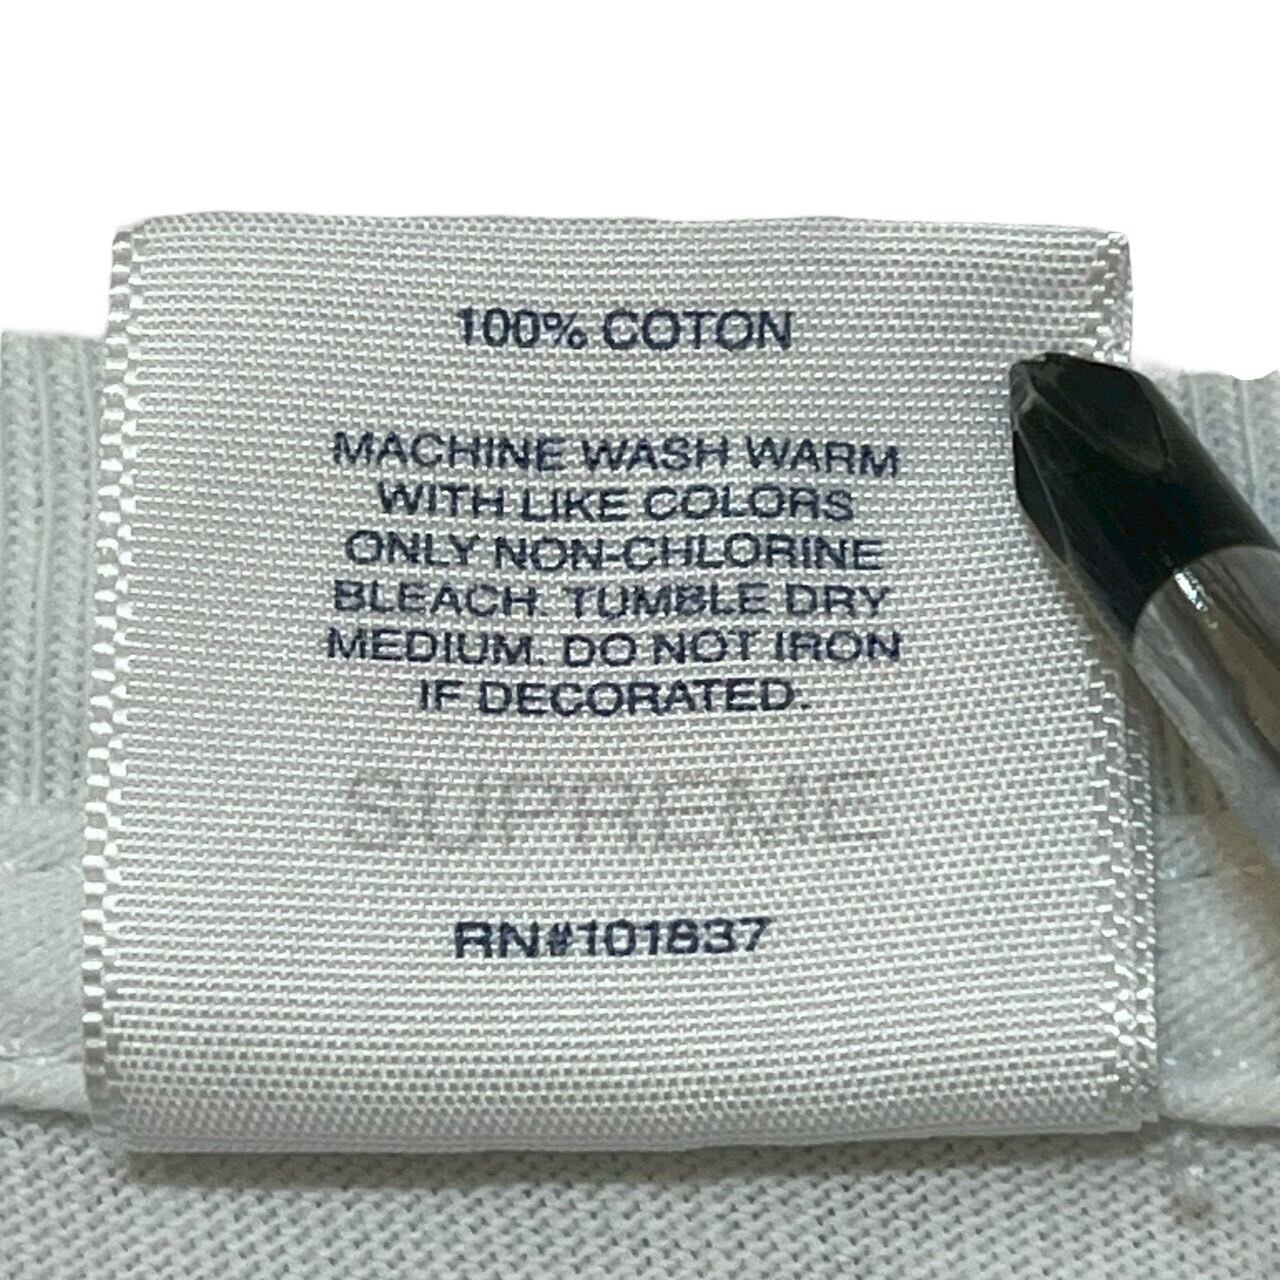 100% COTON
MACHINE WASH WARM
WITH LIKE COLORS
ONLY NON-CHLORINE
BLEACH. TUMBLE DRY
MEDIUM. DO NOT IRON
IF DECORATED.
SUPREME
RN#101837